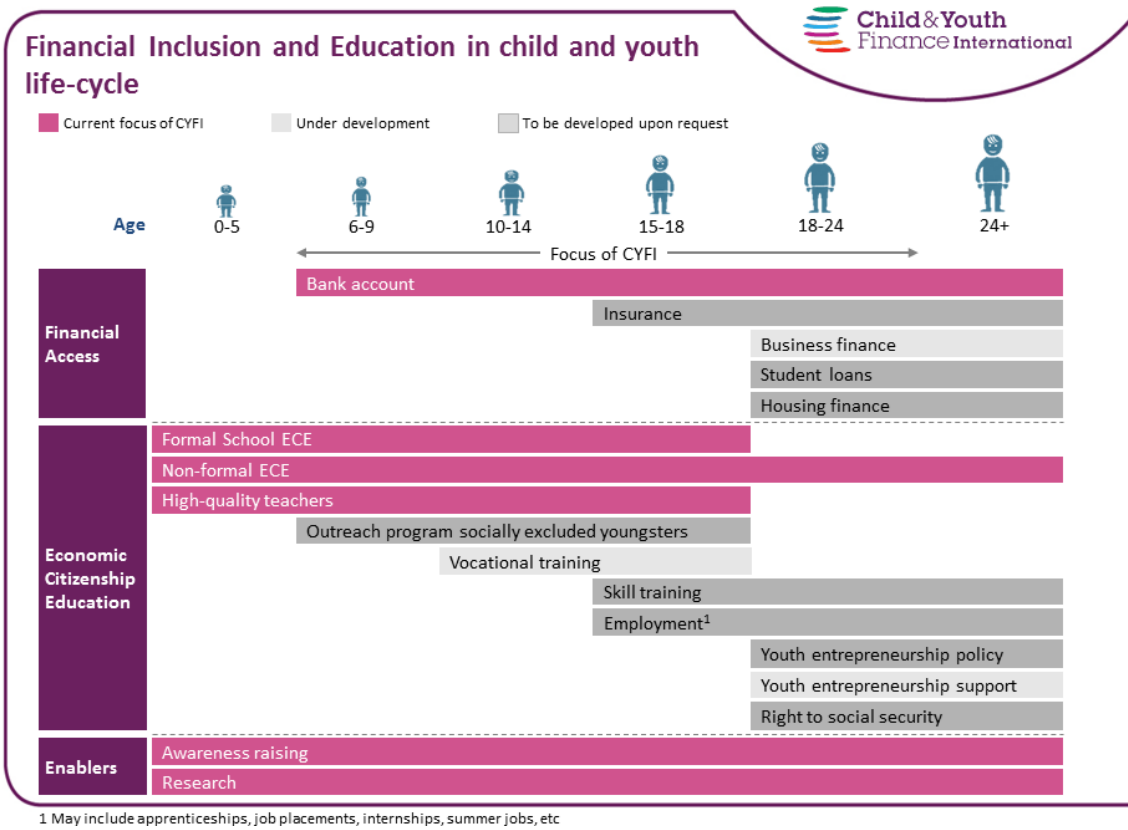 Child & Youth
Finance International
Financial Inclusion and Education in child and youth
life-cycle
Current focus of CYFI
Under development
To be developed upon request
Age
0-5
6-9
10-14
15-18
18-24
24+
Focus of CYFI
Financial
Access
Bank account
Insurance
Business finance
Student loans
Housing finance
Economic
Citizenship
Education
Formal School ECE
Non-formal ECE
High-quality teachers
Outreach program socially excluded youngsters
Vocational training
Skill training
Employment¹
Youth entrepreneurship policy
Youth entrepreneurship support
Right to social security
Enablers
Awareness raising
Research
1 May include apprenticeships, job placements, internships, summer jobs, etc